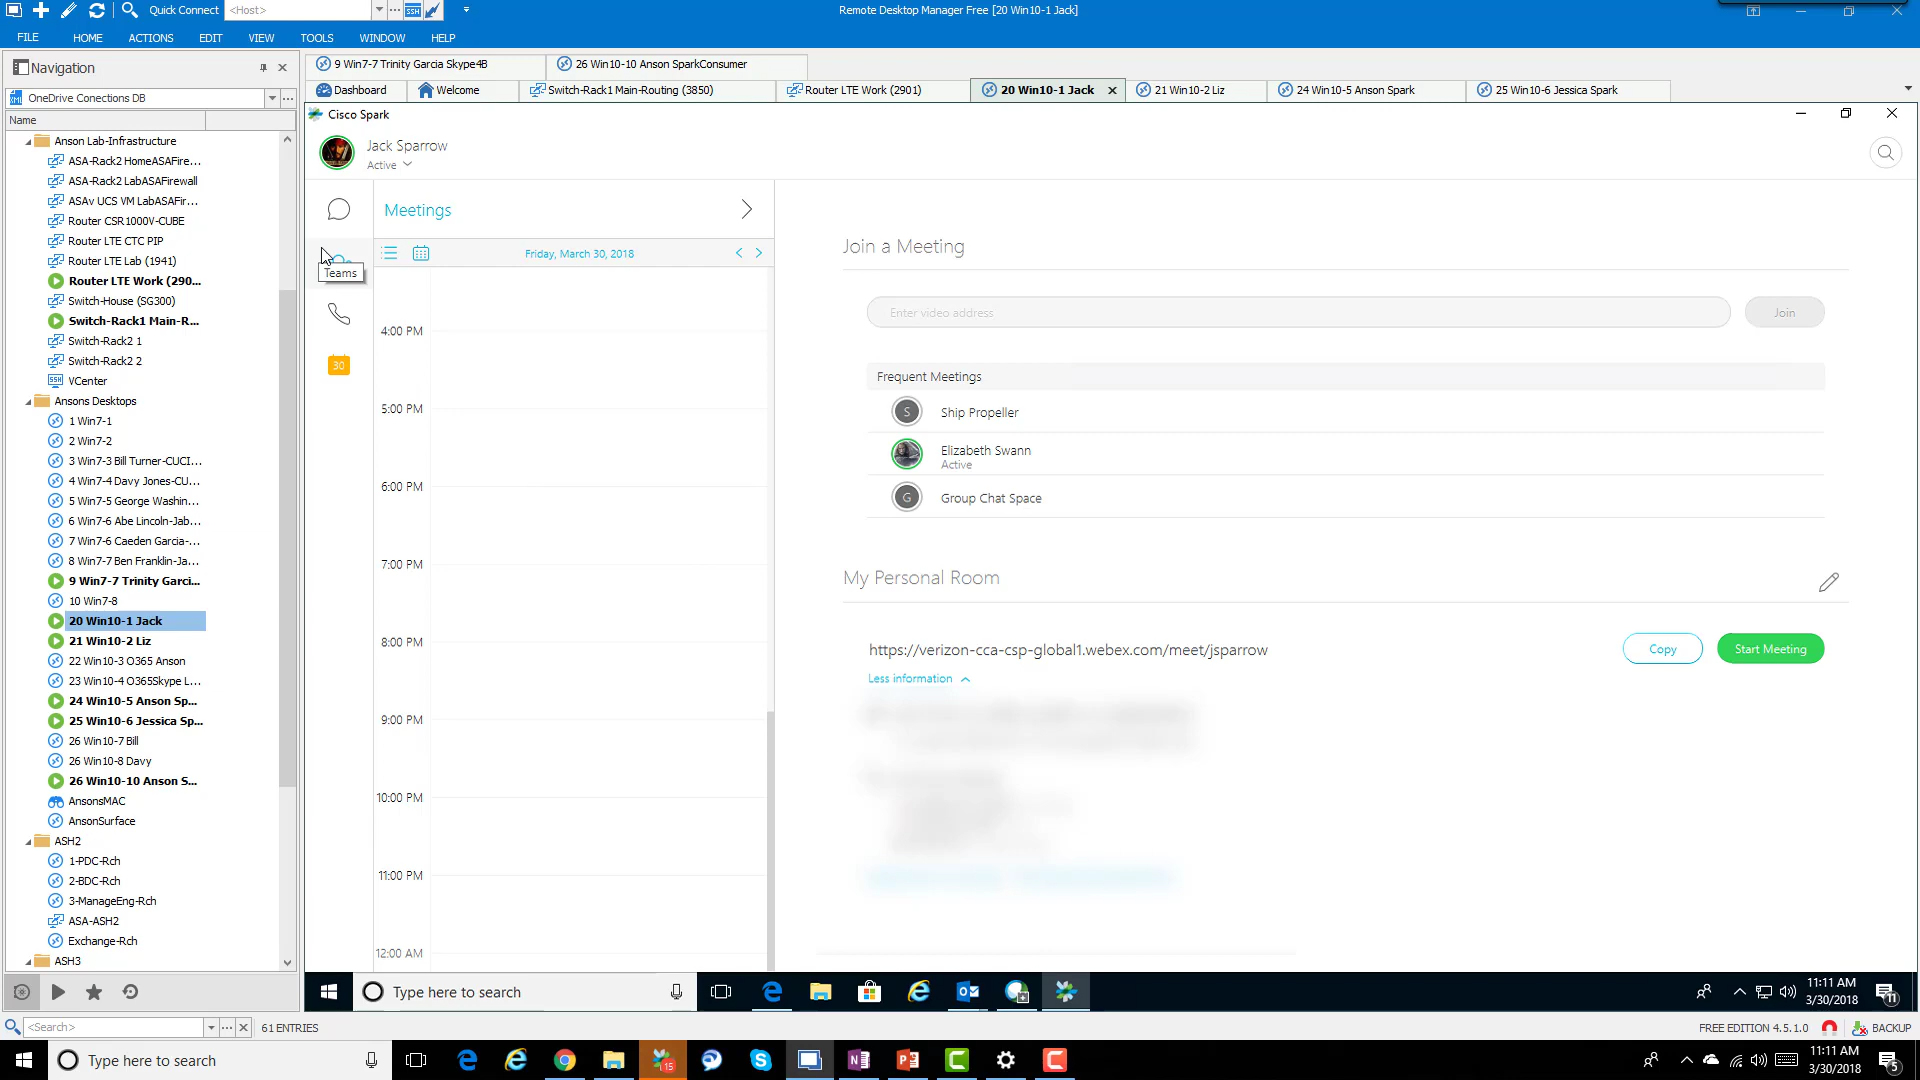 Quick Connect <Host> SSH Remote Desktop Manager Free [20 Win10-1 Jack]
FILE HOME ACTIONS EDIT VIEW TOOLS WINDOW HELP
Navigation
OneDrive Conections DB
Name
Anson Lab-Infrastructure
ASA-Rack2 HomeASAFire...
ASA-Rack2 LabASAFirewall
ASAv UCS VM LabASAFir...
Router CSR1000V-CUBE
Router LTE CTC PIP
Router LTE Lab (1941)
Router LTE Work (290...
Switch-House (SG300)
Switch-Rack1 Main-R...
Switch-Rack2 1
Switch-Rack2 2
VCenter
Ansons Desktops
1 Win7-1
2 Win7-2
3 Win7-3 Bill Turner-CUCI...
4 Win7-4 Davy Jones-CU...
5 Win7-5 George Washin...
6 Win7-6 Abe Lincoln-Jab...
7 Win7-6 Caeden Garcia-...
8 Win7-7 Ben Franklin-Ja...
9 Win7-7 Trinity Garci...
10 Win7-8
20 Win10-1 Jack
21 Win10-2 Liz
22 Win10-3 O365 Anson
23 Win10-4 O365Skype L...
24 Win10-5 Anson Sp...
25 Win10-6 Jessica Sp...
26 Win10-7 Bill
26 Win10-8 Davy
26 Win10-10 Anson S...
AnsonsMAC
AnsonSurface
ASH2
1-PDC-Rch
2-BDC-Rch
3-ManageEng-Rch
ASA-ASH2
Exchange-Rch
ASH3
<Search> 61 ENTRIES
9 Win7-7 Trinity Garcia Skype4B 26 Win10-10 Anson SparkConsumer
Dashboard Welcome Switch-Rack1 Main-Routing (3850) Router LTE Work (2901) 20 Win10-1 Jack 21 Win10-2 Liz 24 Win10-5 Anson Spark 25 Win10-6 Jessica Spark
Cisco Spark
Jack Sparrow
Active
Teams
30
Meetings
Friday, March 30, 2018
4:00 PM
5:00 PM
6:00 PM
7:00 PM
8:00 PM
9:00 PM
10:00 PM
11:00 PM
12:00 AM
Join a Meeting
Enter video address Join
Frequent Meetings
S Ship Propeller
Elizabeth Swann
Active
G Group Chat Space
My Personal Room
https://verizon-cca-csp-global1.webex.com/meet/jsparrow Copy Start Meeting
Less information
Type here to search
11:11 AM
3/30/2018
11
FREE EDITION 4.5.1.0 BACKUP
Type here to search
15
11:11 AM
3/30/2018
5